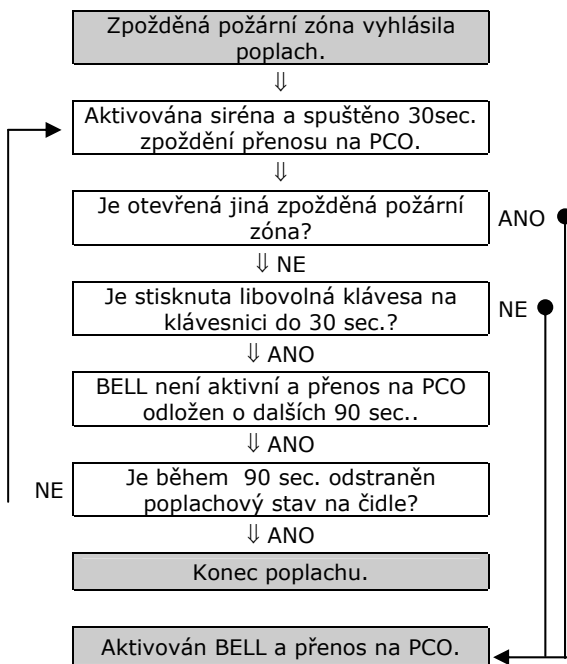 Zpožděná požární zóna vyhlásila
poplach.
⇓
Aktivována siréna a spuštěno 30sec.
zpoždění přenosu na PCO.
⇓
Je otevřená jiná zpožděná požární
zóna?
ANO
⇓ NE
Je stisknuta libovolná klávesa na
klávesnici do 30 sec.?
NE
⇓ ANO
BELL není aktivní a přenos na PCO
odložen o dalších 90 sec..
⇓ ANO
Je během 90 sec. odstraněn
poplachový stav na čidle?
NE
⇓ ANO
Konec poplachu.
Aktivován BELL a přenos na PCO.